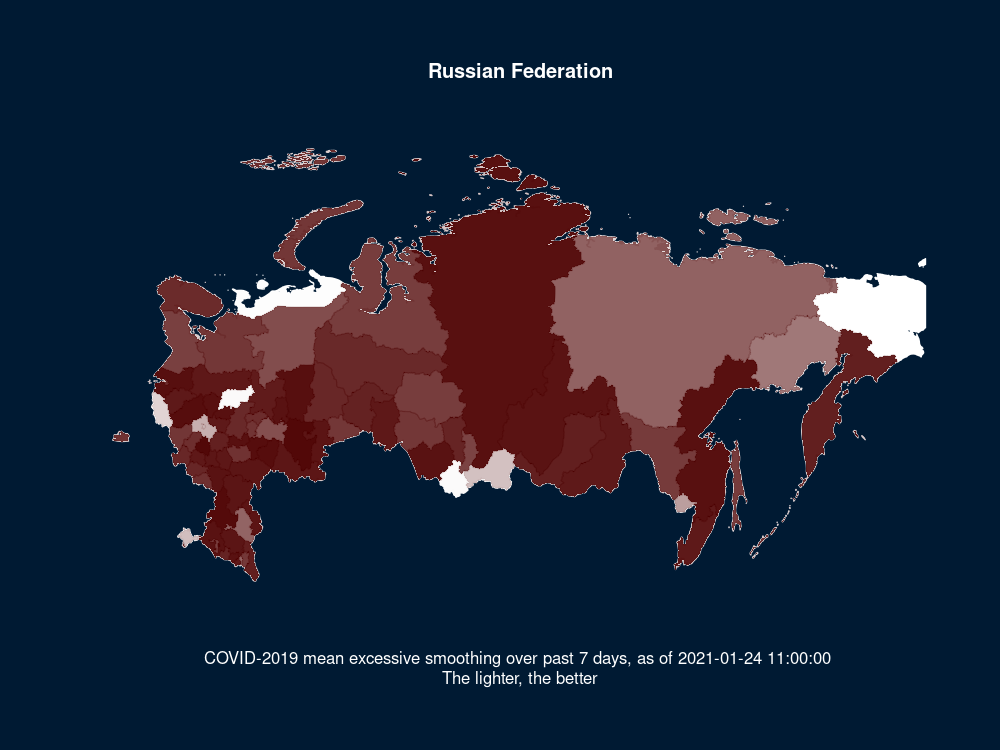 Russian Federation
COVID-2019 mean excessive smoothing over past 7 days, as of 2021-01-24 11:00:00
The lighter, the better